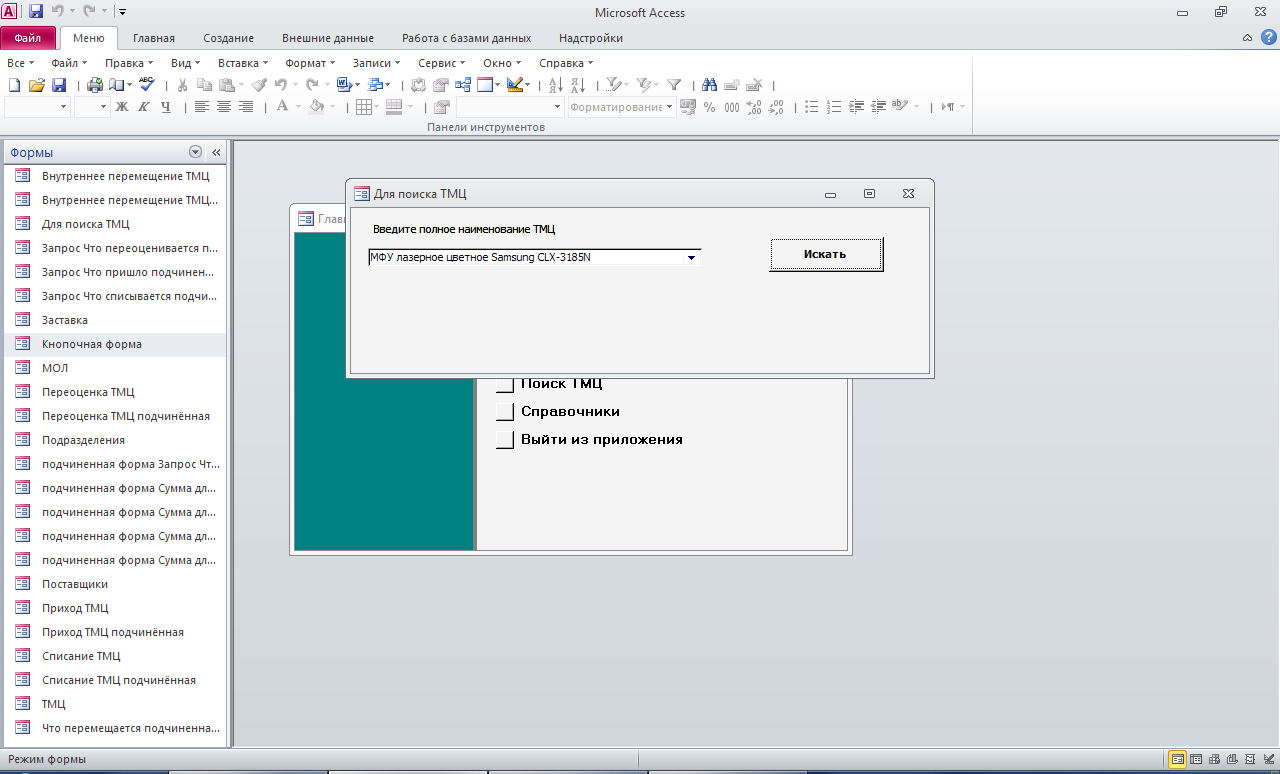 Microsoft Access
Файл Меню Главная Создание Внешние данные Работа с базами данных Надстройки
Все Файл Правка Вид Вставка Формат Записи Сервис Окно Справка
Ж К Ч A Форматирование % 000
Панели инструментов
Формы
Внутреннее перемещение ТМЦ
Внутреннее перемещение ТМЦ...
Для поиска ТМЦ
Запрос Что переоценивается п...
Запрос Что пришло подчинен...
Запрос Что списывается подчи...
Заставка
Кнопочная форма
МОЛ
Переоценка ТМЦ
Переоценка ТМЦ подчинённая
Подразделения
подчиненная форма Запрос Чт...
подчиненная форма Сумма дл...
подчиненная форма Сумма дл...
подчиненная форма Сумма дл...
подчиненная форма Сумма дл...
Поставщики
Приход ТМЦ
Приход ТМЦ подчинённая
Списание ТМЦ
Списание ТМЦ подчинённая
ТМЦ
Что перемещается подчиненна...
Для поиска ТМЦ
Введите полное наименование ТМЦ
МФУ лазерное цветное Samsung CLX-3185N
Искать
Поиск ТМЦ
Справочники
Выйти из приложения
Режим формы